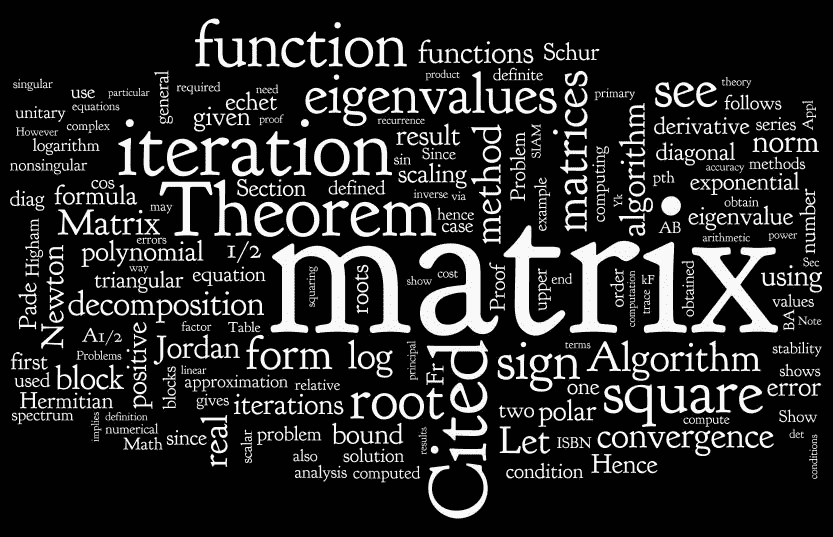 function
functions
Schur
singular
use
particular
general
required
need
product
definite
eigenvalues
matrices
primary
see
theory
follows
Appl
unitary
equations
However
complex
given
echet
proof
recurrence
logarithm
iteration
result
Since
method
Problem
SIAM
computing
algorithm
derivative
series
norm
nonsingular
sin
scaling
diagonal
accuracy
methods
diag
cos
formula
Section
defined
inverse
via
example
Yk
pth
exponential
obtain
number
Matrix
may
Theorem
hence
case
eigenvalue
AB
arithmetic
power
Higham
Pade
Newton
polynomial
errors
1/2
matrix
Sec
way
triangular
equation
squaring
roots
show
cost
Proof
upper
end
order
computation
trace
kF
obtained
using
decomposition
values
BA
Note
A1/2
factor
Table
positive
Problems
Jordan
form
log
principal
Fr
Cited
sign
terms
Algorithm
stability
first
used
block
blocks
linear
approximation
relative
one
square
shows
error
Hermitian
gives
iterations
root
two
polar
compute
Show
spectrum
implies
definition
numerical
Math
since
real
scalar
problem
bound
results
Let
ISBN
convergence
det
conditions
also
solution
analysis
computed
condition
Hence